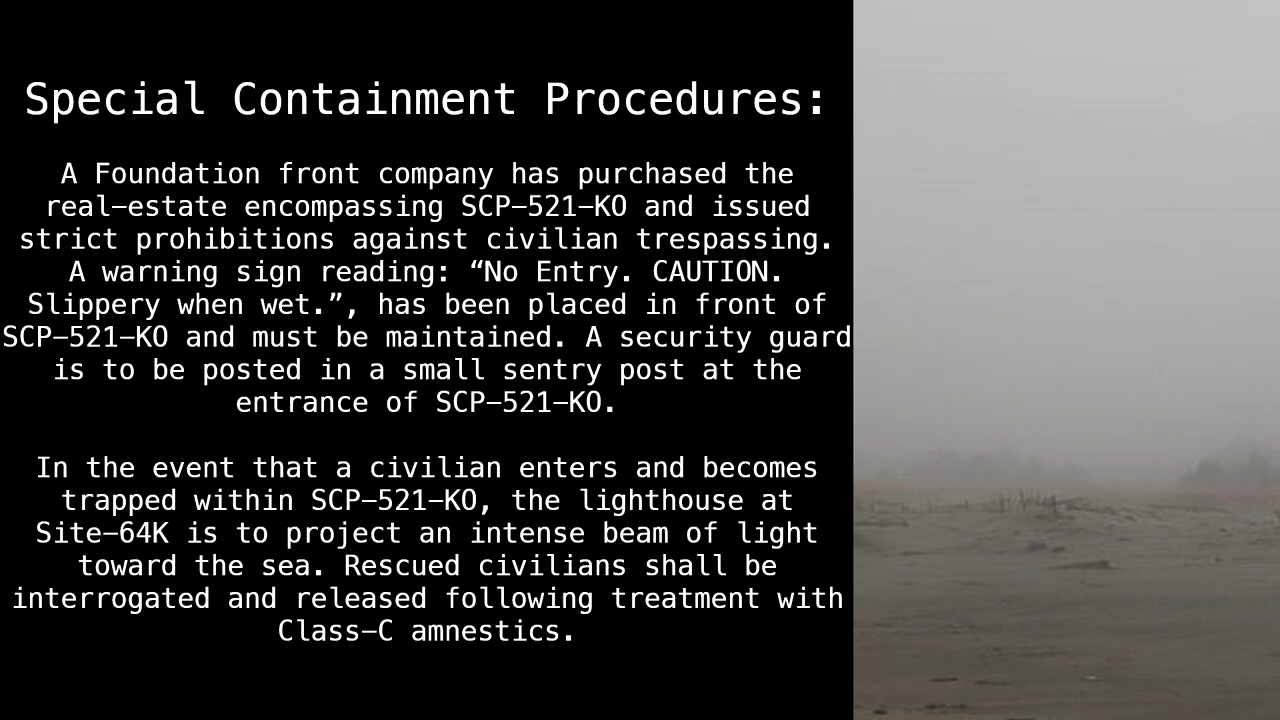 Special Containment Procedures:
A Foundation front company has purchased the
real-estate encompassing SCP-521-KO and issued
strict prohibitions against civilian trespassing.
A warning sign reading: “No Entry. CAUTION.
Slippery when wet.”, has been placed in front of
SCP-521-KO and must be maintained. A security guard
is to be posted in a small sentry post at the
entrance of SCP-521-KO.
In the event that a civilian enters and becomes
trapped within SCP-521-KO, the lighthouse at
Site-64K is to project an intense beam of light
toward the sea. Rescued civilians shall be
interrogated and released following treatment with
Class-C amnestics.